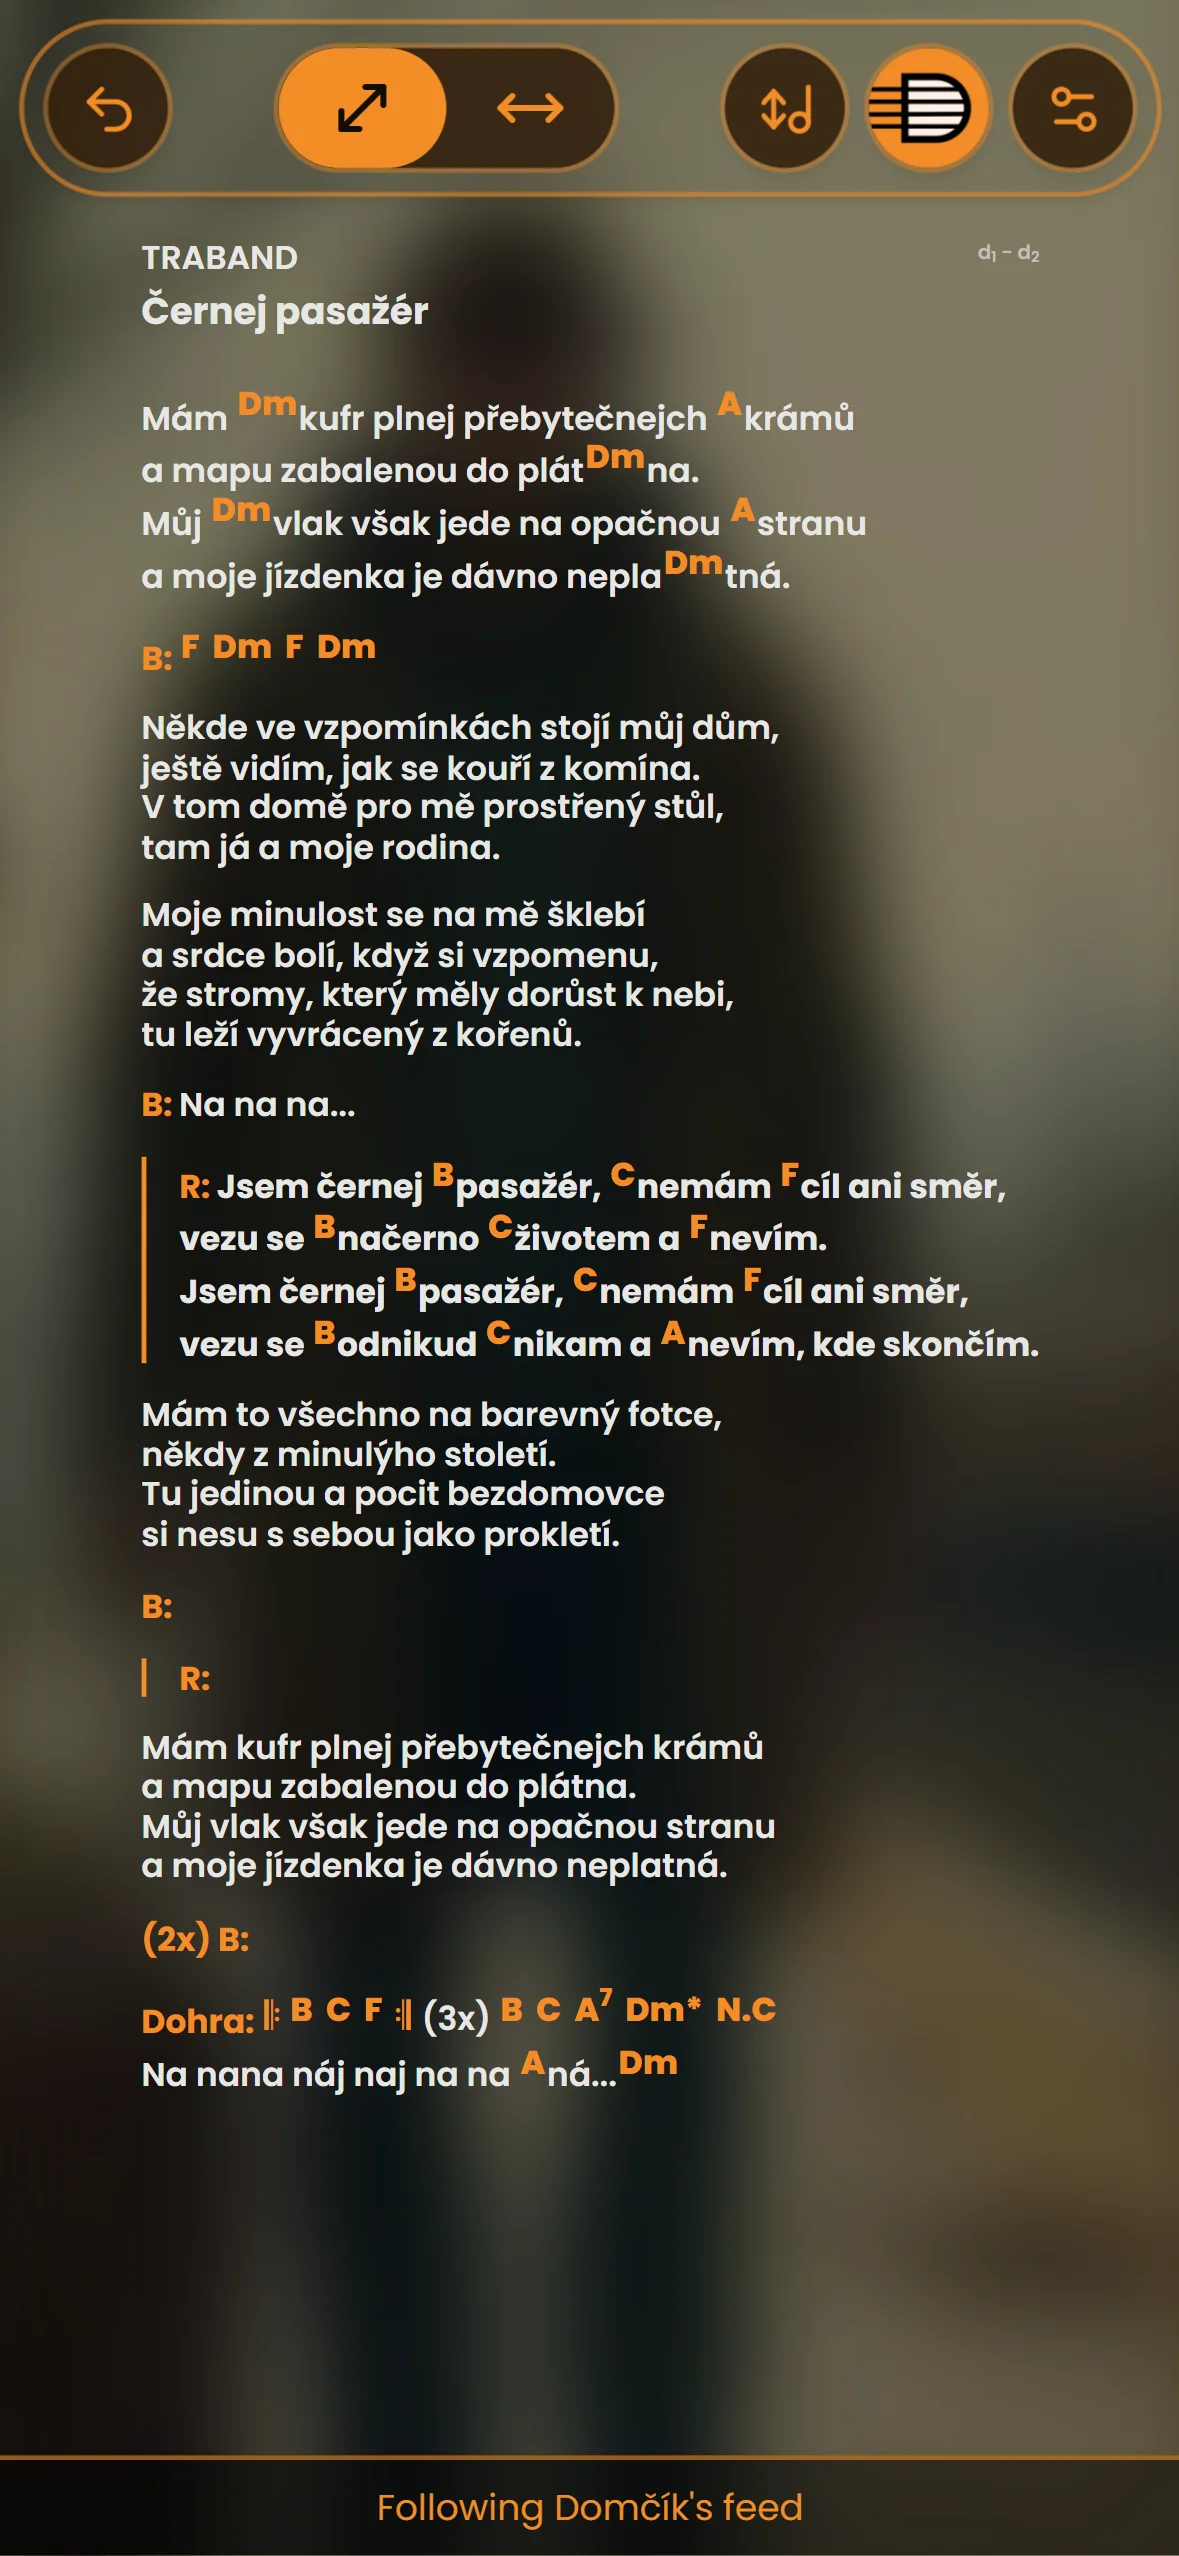 TRABAND
d₁ - d₂
Černej pasažér
Mám Dm kufr plnej přebytečnejch A krámů
a mapu zabalenou do plát Dm na.
Můj Dm vlak však jede na opačnou A stranu
a moje jízdenka je dávno nepla Dm tná.
B: F Dm F Dm
Někde ve vzpomínkách stojí můj dům,
ještě vidím, jak se kouří z komína.
V tom domě pro mě prostřený stůl,
tam já a moje rodina.
Moje minulost se na mě šklebí
a srdce bolí, když si vzpomenu,
že stromy, který měly dorůst k nebi,
tu leží vyvrácený z kořenů.
B: Na na na...
R: Jsem černej B pasažér, C nemám F cíl ani směr,
vezu se B načerno C životem a F nevím.
Jsem černej B pasažér, C nemám F cíl ani směr,
vezu se B odnikud C nikam a A nevím, kde skončím.
Mám to všechno na barevný fotce,
někdy z minulýho století.
Tu jedinou a pocit bezdomovce
si nesu s sebou jako prokletí.
B:
R:
Mám kufr plnej přebytečnejch krámů
a mapu zabalenou do plátna.
Můj vlak však jede na opačnou stranu
a moje jízdenka je dávno neplatná.
(2x) B:
Dohra: 𝄆 B C F 𝄇 (3x) B C A⁷ Dm* N.C
Na nana náj naj na na A ná... Dm
Following Domčík's feed